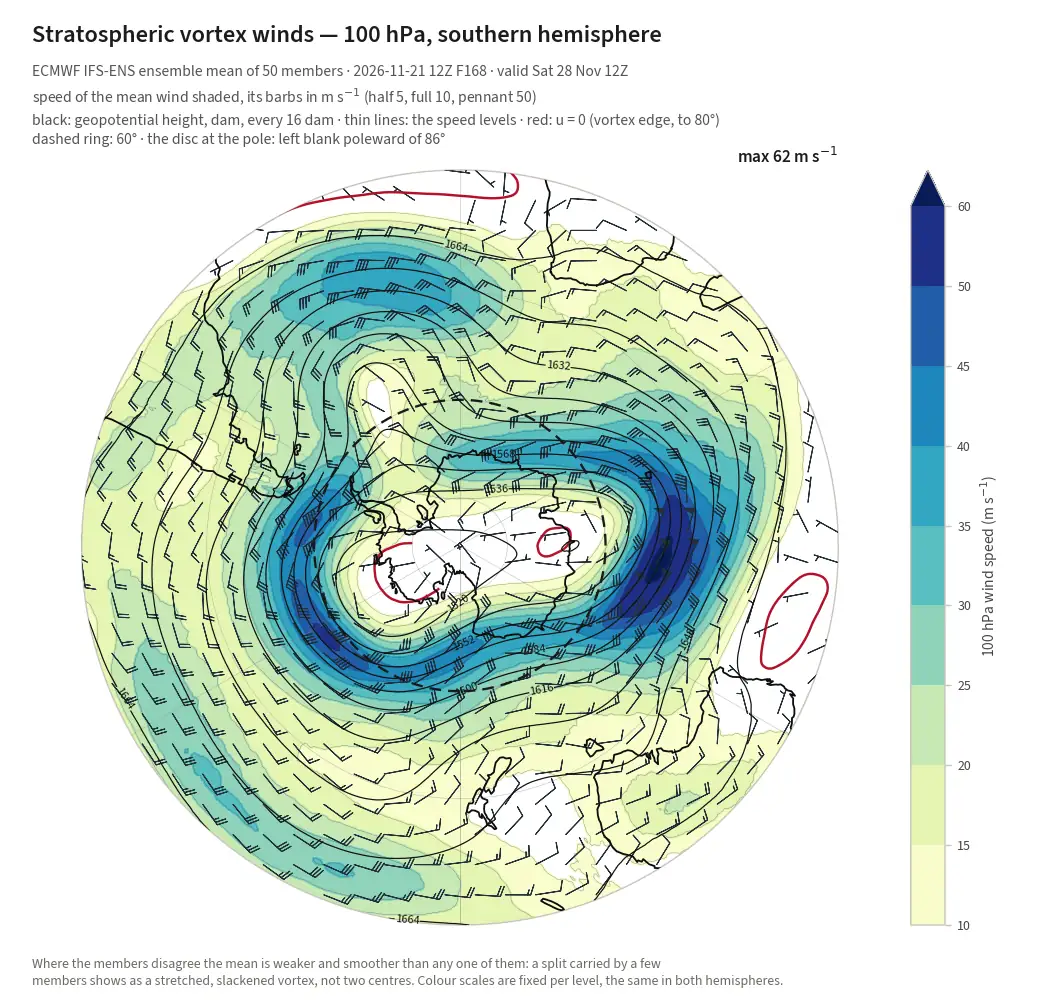 Stratospheric vortex winds — 100 hPa, southern hemisphere
ECMWF IFS-ENS ensemble mean of 50 members · 2026-11-21 12Z F168 · valid Sat 28 Nov 12Z
speed of the mean wind shaded, its barbs in m s⁻¹ (half 5, full 10, pennant 50)
black: geopotential height, dam, every 16 dam · thin lines: the speed levels · red: u = 0 (vortex edge, to 80°)
dashed ring: 60° · the disc at the pole: left blank poleward of 86°
max 62 m s⁻¹
60
50
45
40
35
30
25
20
15
10
100 hPa wind speed (m s⁻¹)
1664
1632
1568
1536
1520
1552
1584
1600
1616
1664
1664
Where the members disagree the mean is weaker and smoother than any one of them: a split carried by a few
members shows as a stretched, slackened vortex, not two centres. Colour scales are fixed per level, the same in both hemispheres.